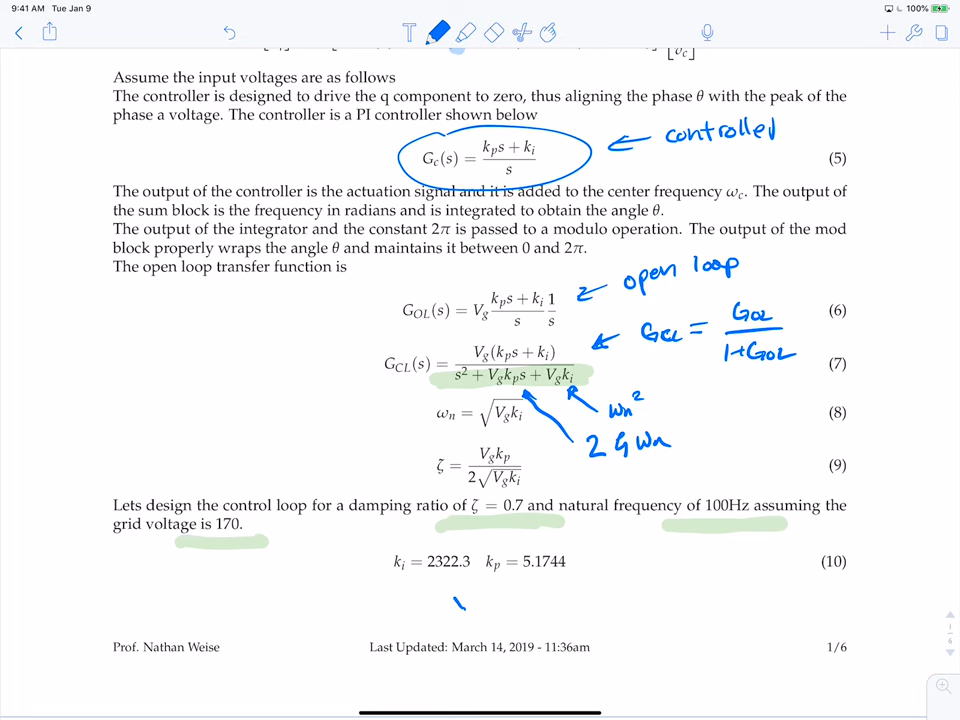 9:41 AM Tue Jan 9
100%
Assume the input voltages are as follows
The controller is designed to drive the q component to zero, thus aligning the phase θ with the peak of the
phase a voltage. The controller is a PI controller shown below
controlled
G_c(s) = (k_p s + k_i) / s (5)
The output of the controller is the actuation signal and it is added to the center frequency ω_c. The output of
the sum block is the frequency in radians and is integrated to obtain the angle θ.
The output of the integrator and the constant 2π is passed to a modulo operation. The output of the mod
block properly wraps the angle θ and maintains it between 0 and 2π.
The open loop transfer function is
open loop
G_OL(s) = V_g (k_p s + k_i)/s 1/s (6)
G_CL = G_OL / (1+G_OL)
G_CL(s) = V_g(k_p s + k_i) / (s² + V_g k_p s + V_g k_i) (7)
ω_n = √(V_g k_i) (8)
ωn²
2 ζ ωn
ζ = V_g k_p / (2√(V_g k_i)) (9)
Lets design the control loop for a damping ratio of ζ = 0.7 and natural frequency of 100Hz assuming the
grid voltage is 170.
k_i = 2322.3 k_p = 5.1744 (10)
Prof. Nathan Weise Last Updated: March 14, 2019 - 11:36am 1/6